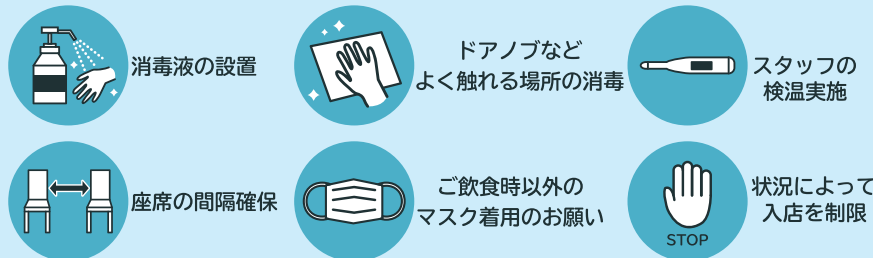 消毒液の設置
ドアノブなど
よく触れる場所の消毒
スタッフの
検温実施
座席の間隔確保
ご飲食時以外の
マスク着用のお願い
STOP
状況によって
入店を制限